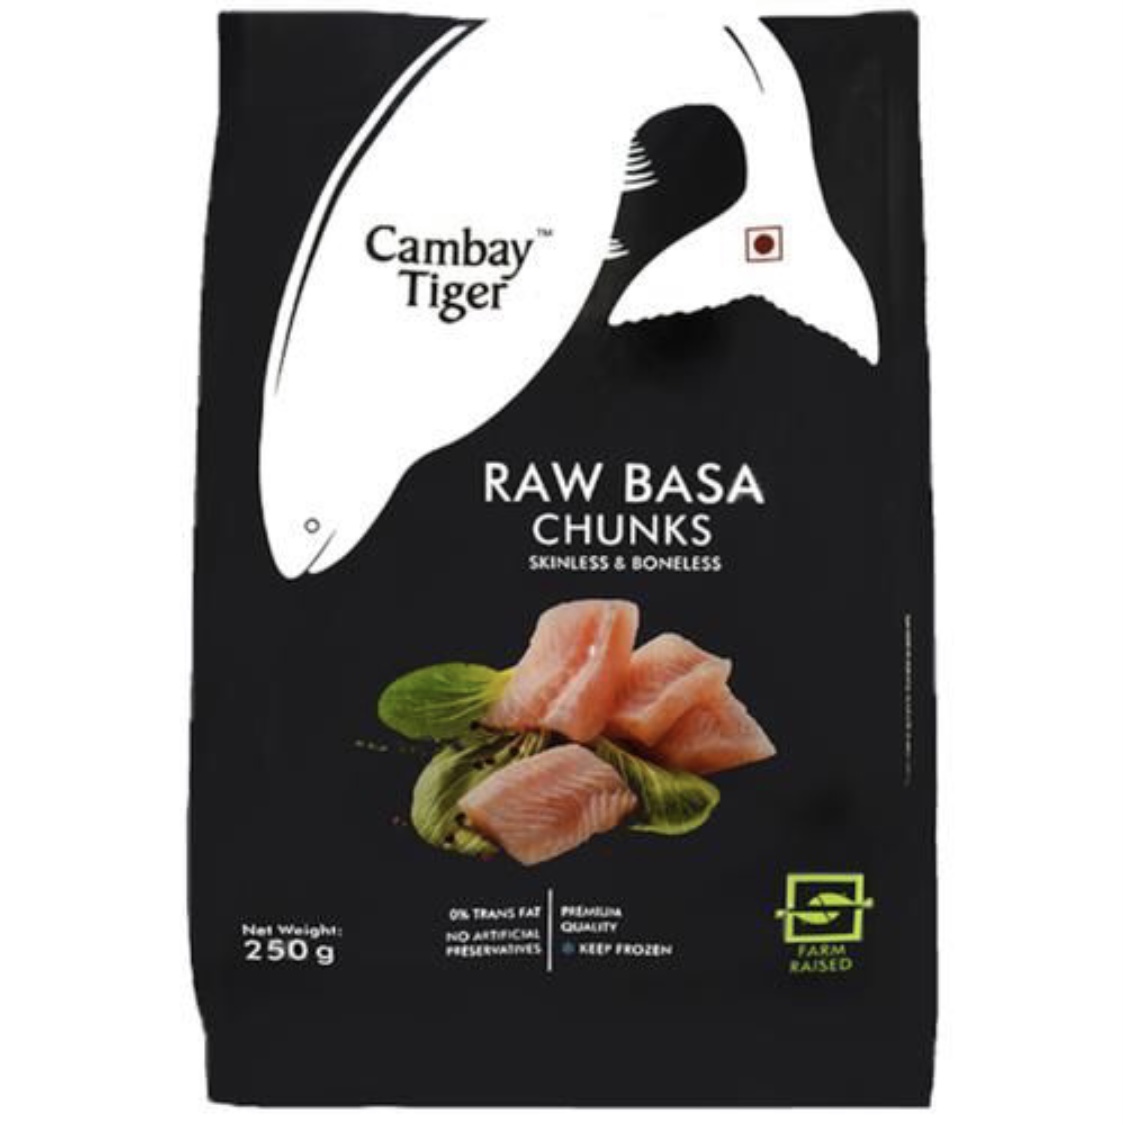 Cambay™
Tiger
RAW BASA
CHUNKS
SKINLESS & BONELESS
0% TRANS FAT
NO ARTIFICIAL
PRESERVATIVES
PREMIUM
QUALITY
KEEP FROZEN
Net Weight:
250 g
FARM
RAISED